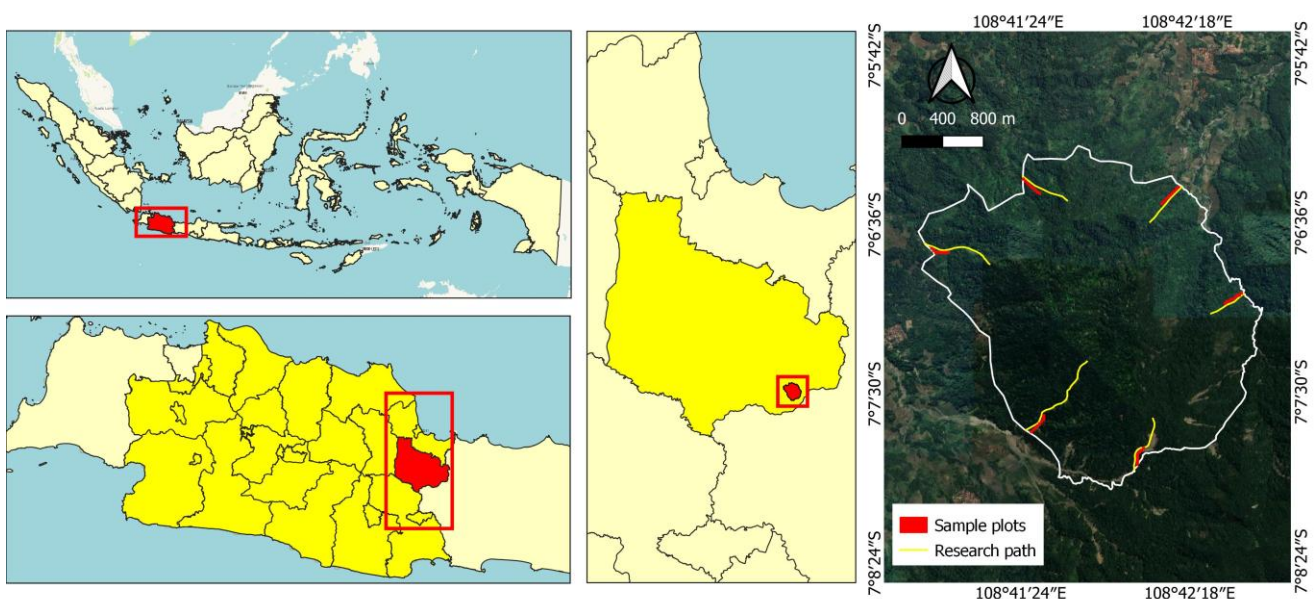 108°41′24″E 108°42′18″E
7°5′42″S 7°5′42″S
0 400 800 m
7°6′36″S 7°6′36″S
7°7′30″S 7°7′30″S
Sample plots
Research path
7°8′24″S 7°8′24″S
108°41′24″E 108°42′18″E